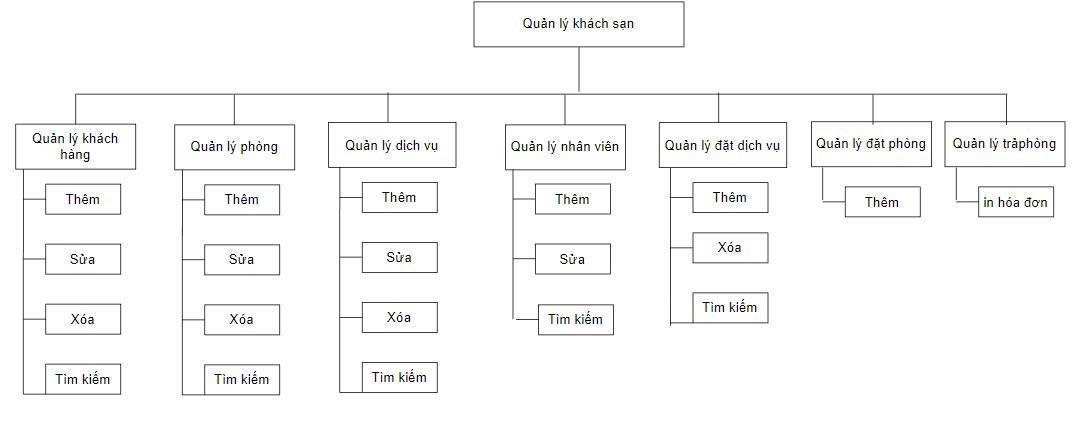 Quản lý khách sạn
Quản lý khách
hàng
Thêm
Sửa
Xóa
Tìm kiếm
Quản lý phòng
Thêm
Sửa
Xóa
Tìm kiếm
Quản lý dịch vụ
Thêm
Sửa
Xóa
Tìm kiếm
Quản lý nhân viên
Thêm
Sửa
Tìm kiếm
Quản lý đặt dịch vụ
Thêm
Xóa
Tìm kiếm
Quản lý đặt phòng
Thêm
Quản lý trảphòng
in hóa đơn